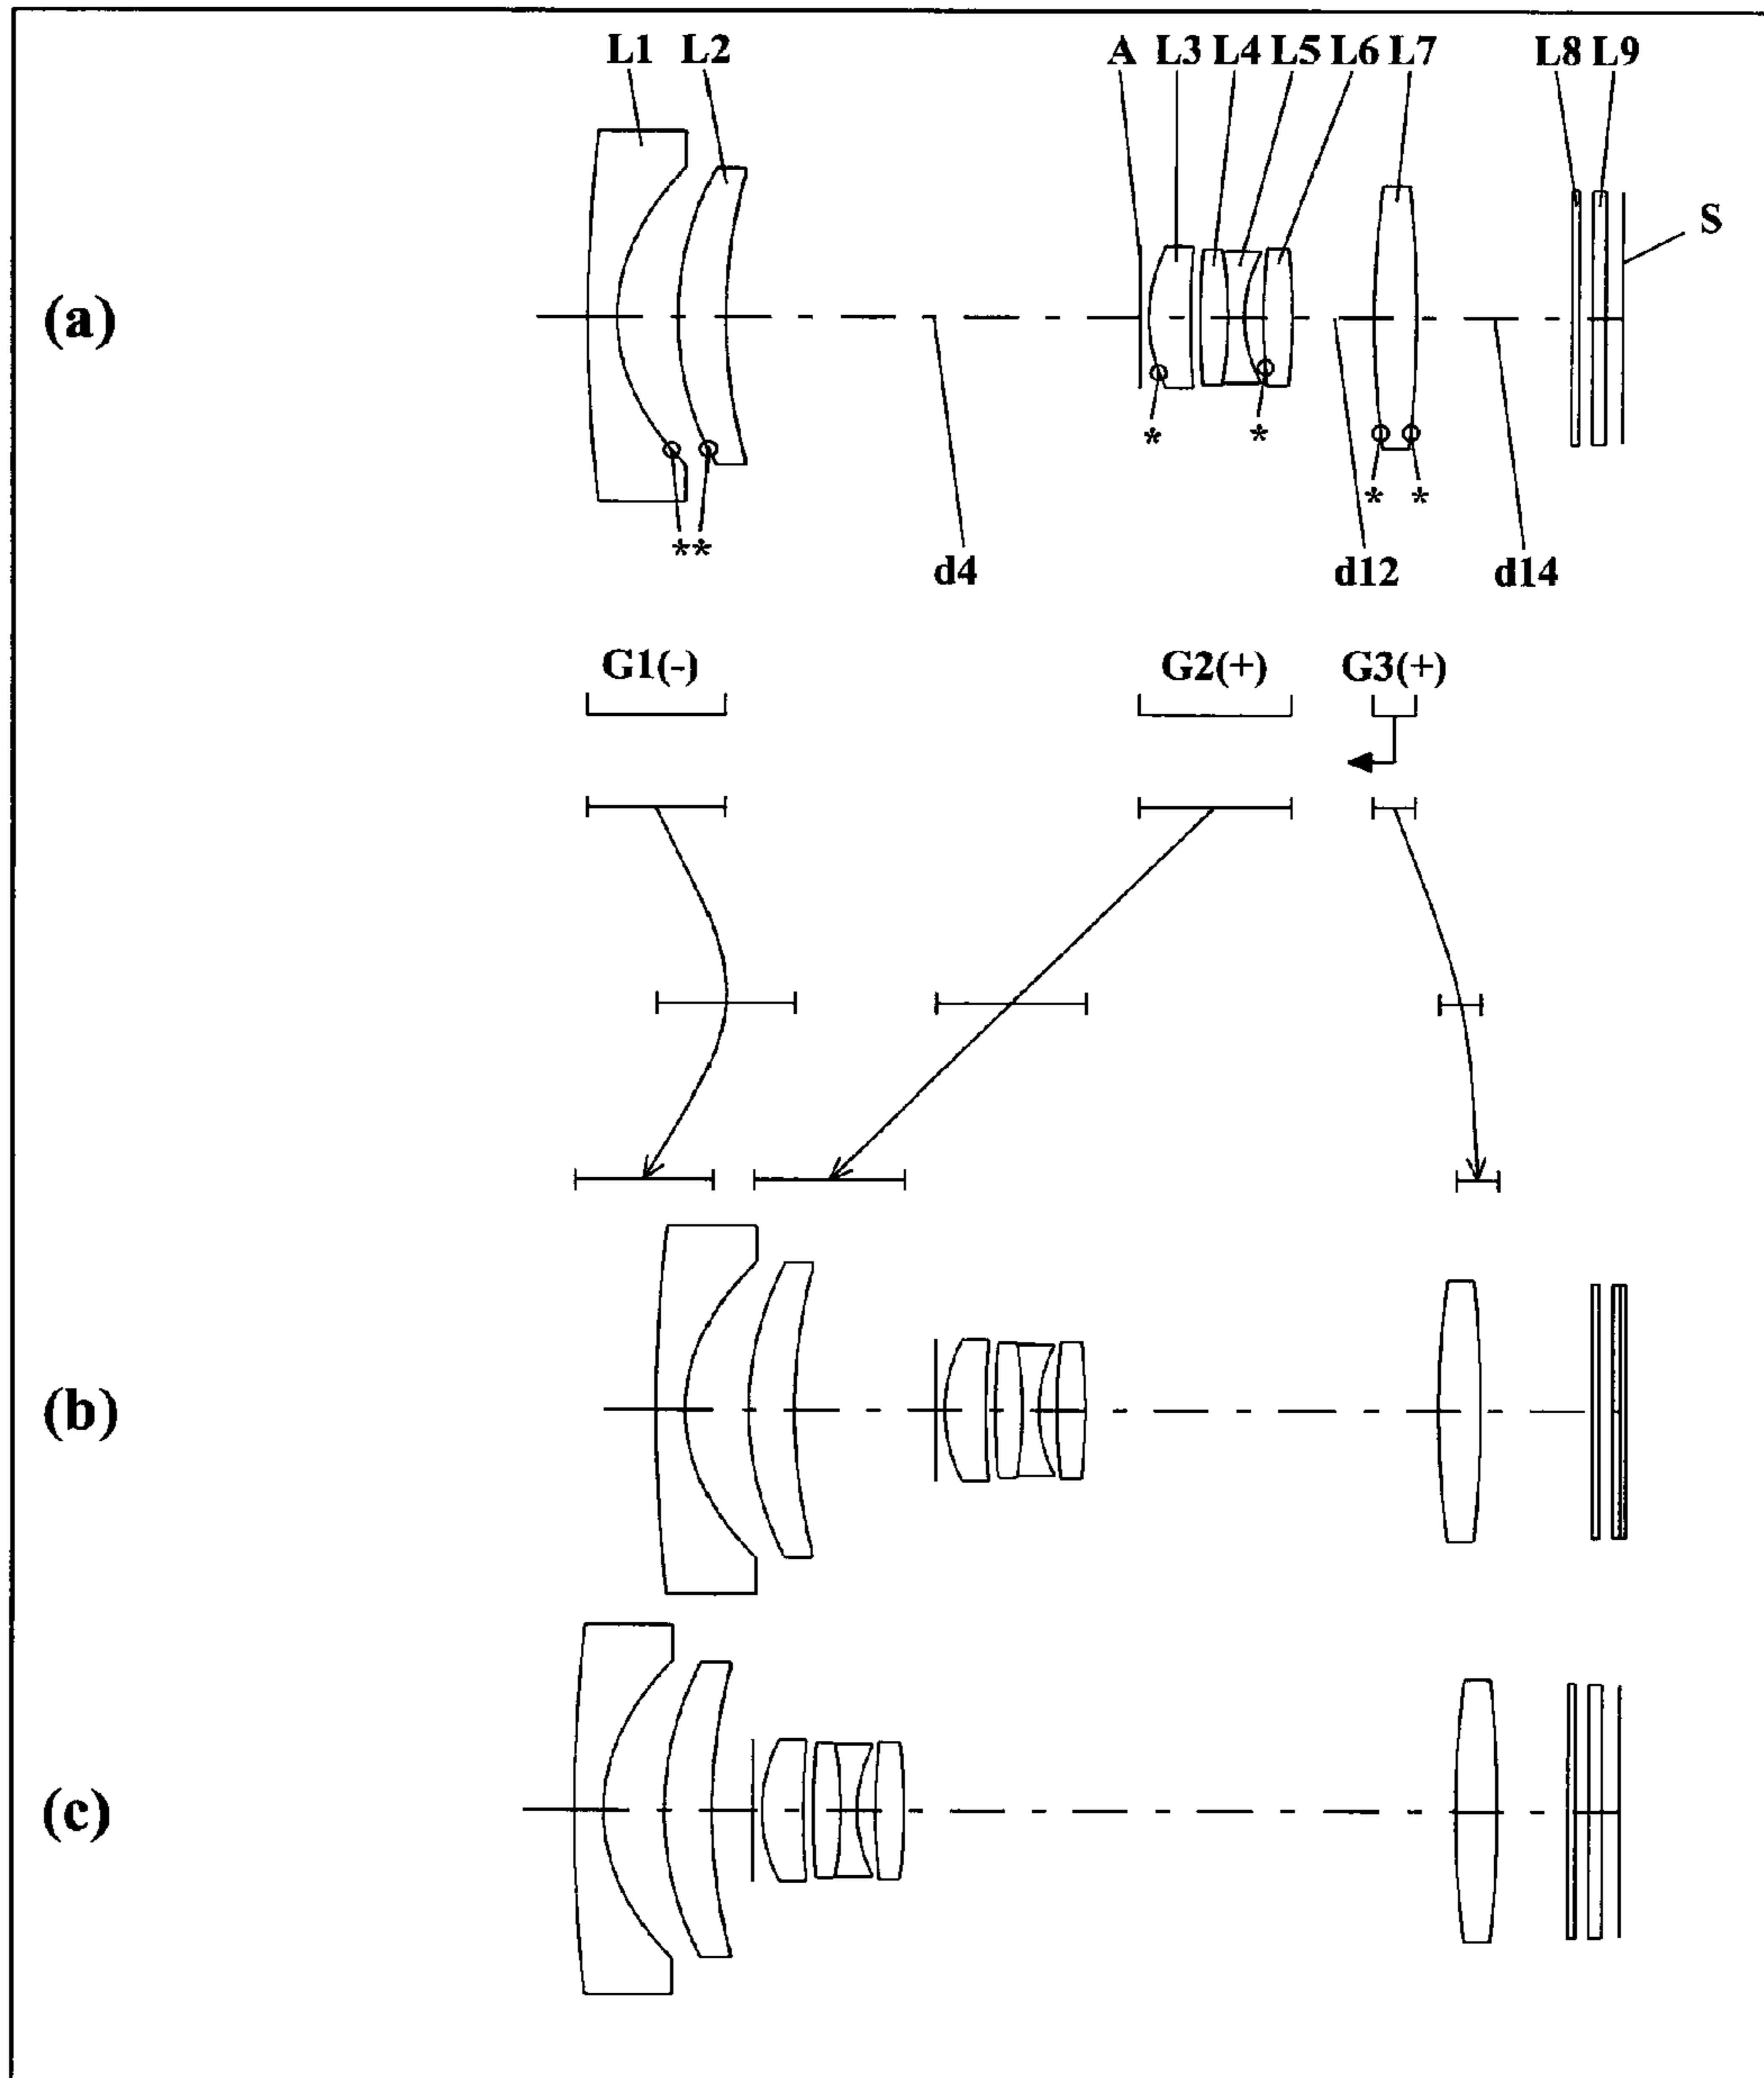 L1 L2 A L3 L4 L5 L6 L7 L8 L9
S
(a)
* *
* *
**
d4 d12 d14
G1(-) G2(+) G3(+)
(b)
(c)